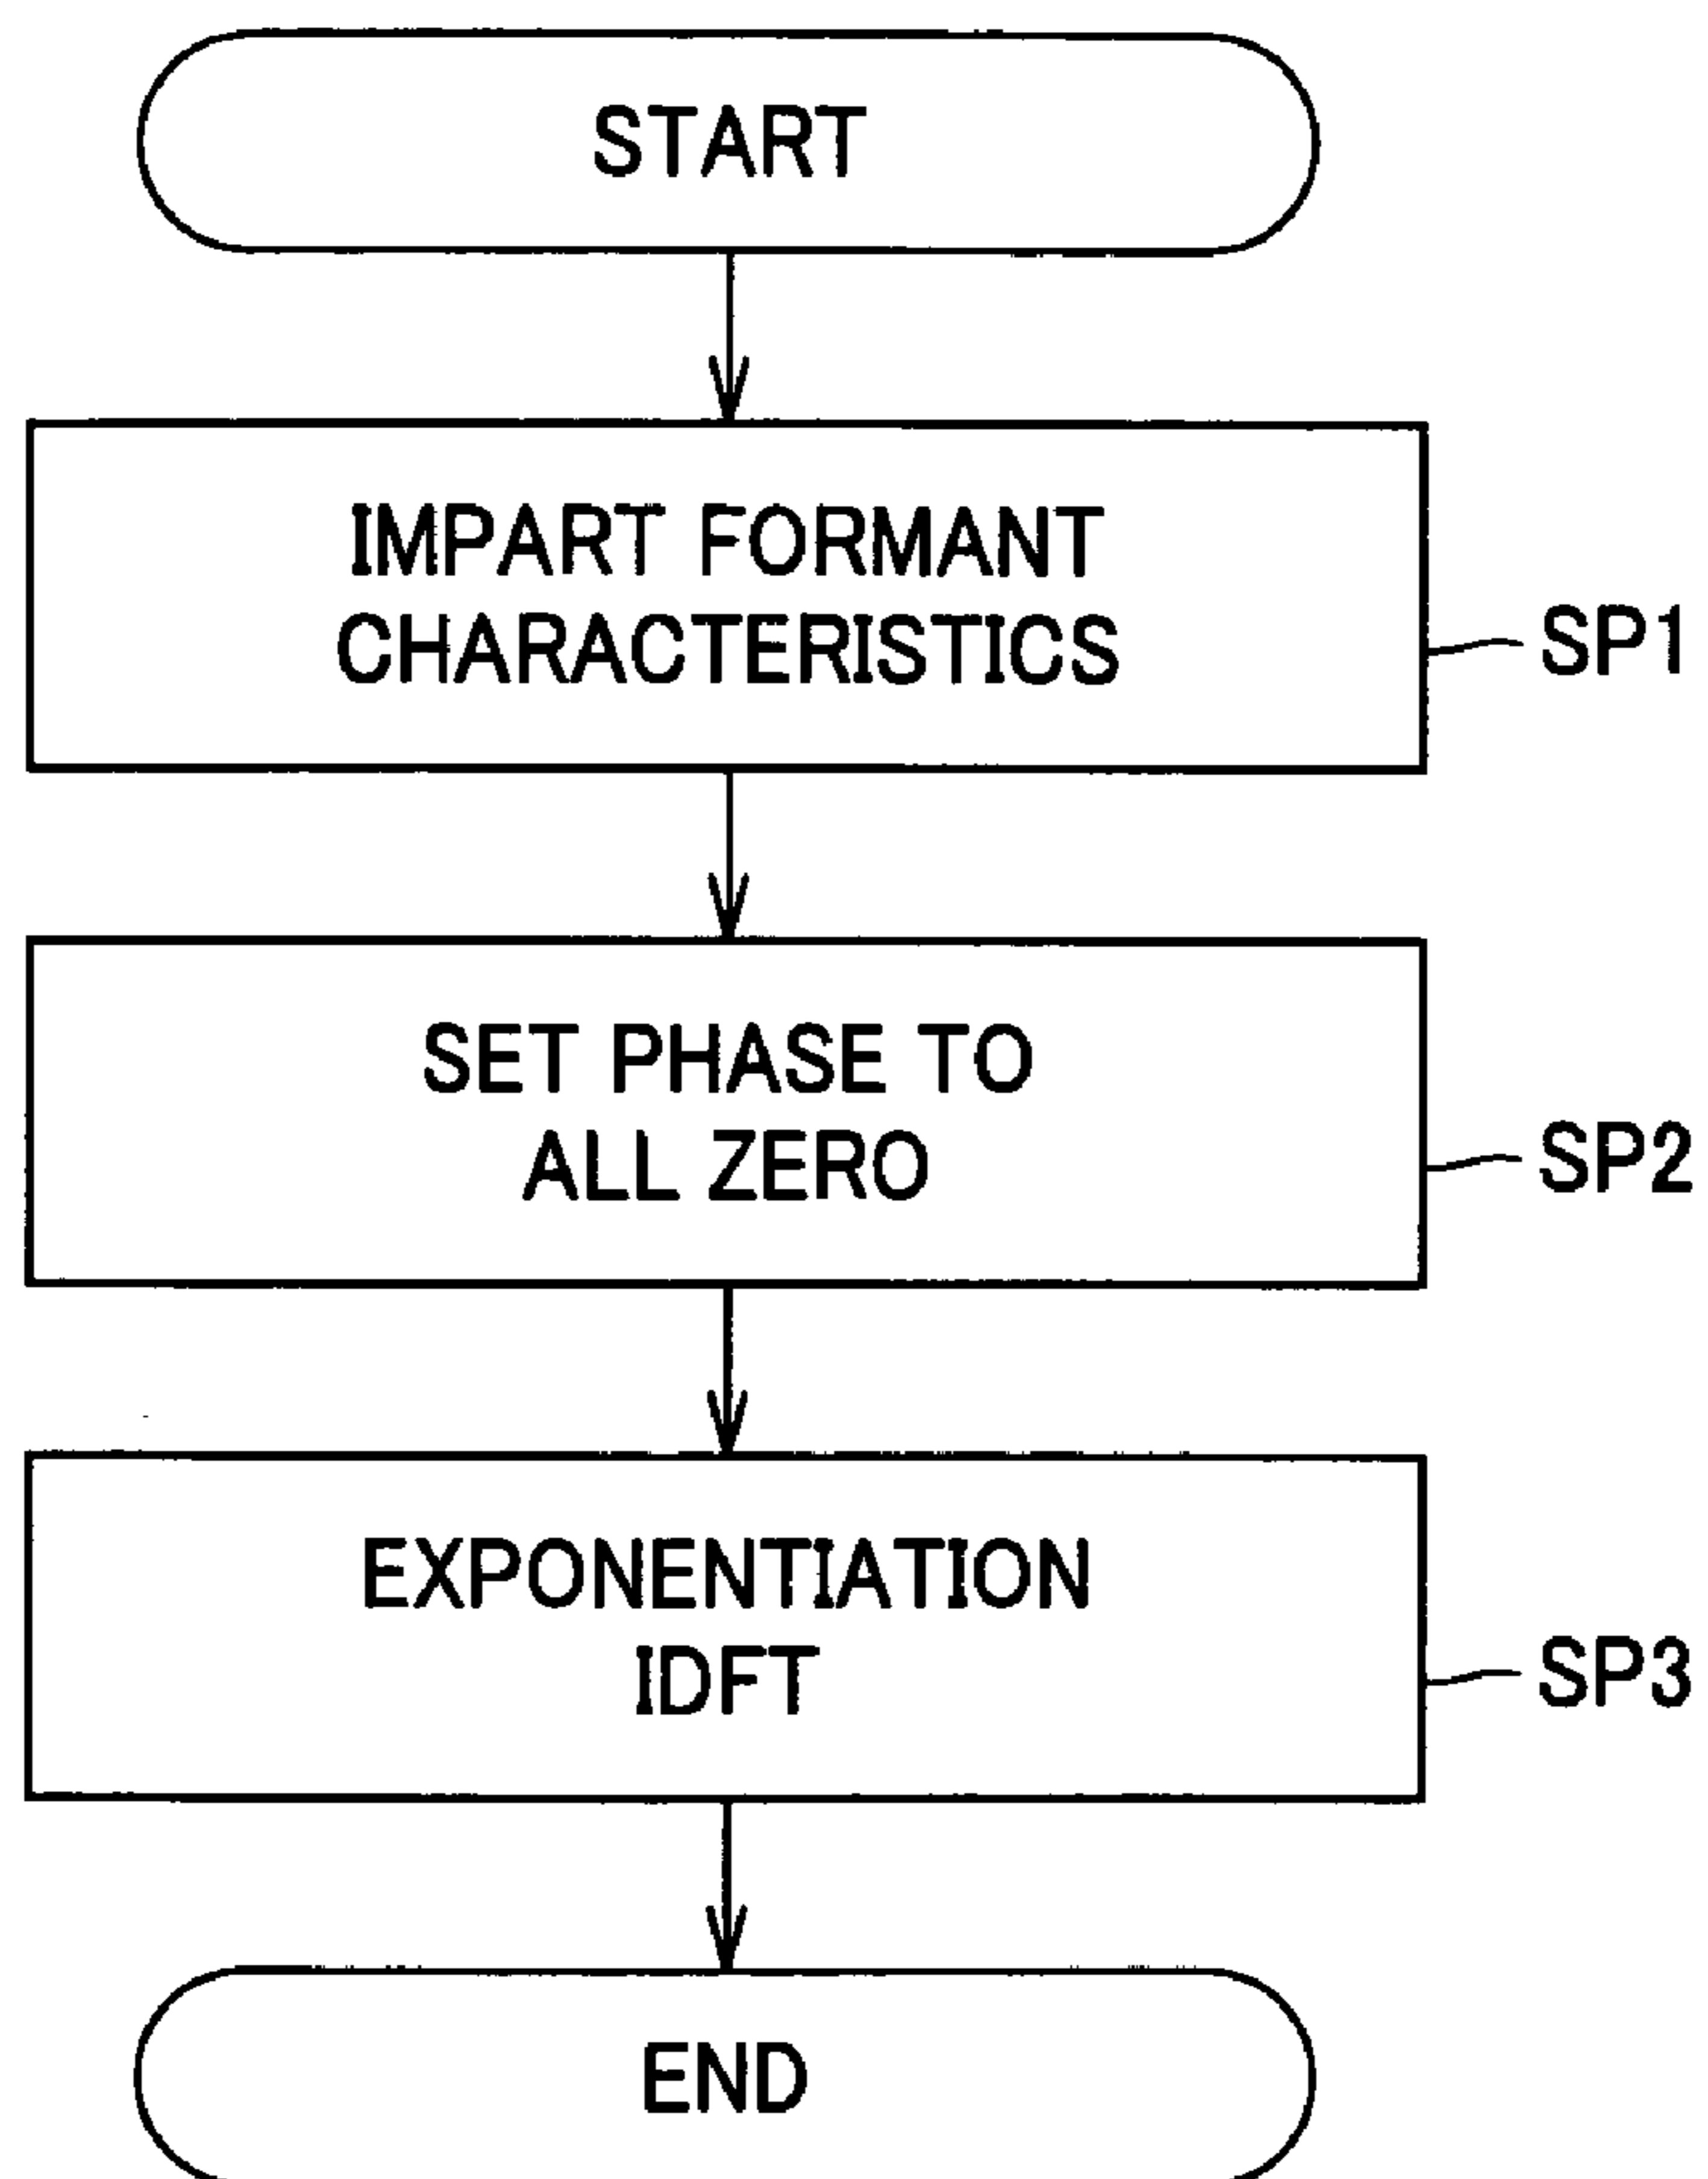 START
IMPART FORMANT
CHARACTERISTICS
SP1
SET PHASE TO
ALL ZERO
SP2
EXPONENTIATION
IDFT
SP3
END